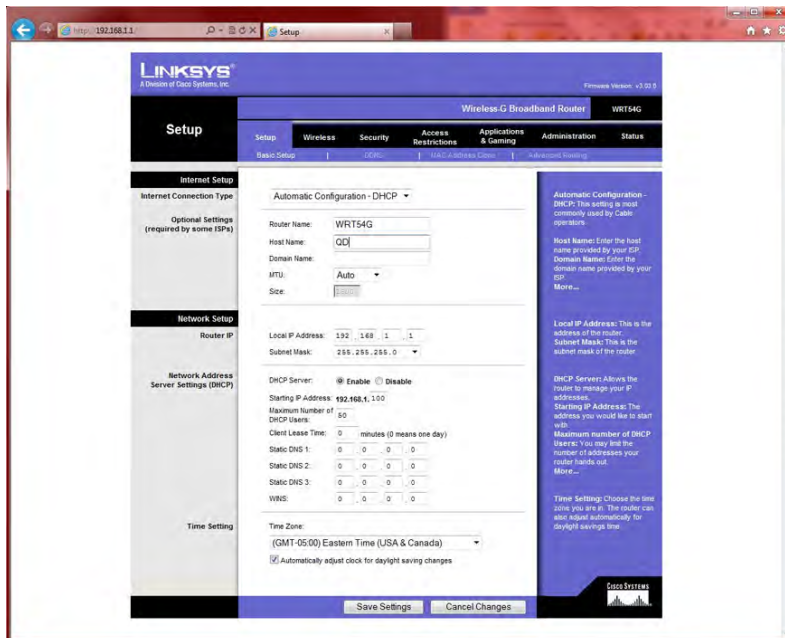 http://192.168.1.1/
Setup
LINKSYS®
A Division of Cisco Systems, Inc.
Firmware Version: v3.03.8
Wireless-G Broadband Router
WRT54G
Setup
Setup
Wireless
Security
Access Restrictions
Applications & Gaming
Administration
Status
Basic Setup | DDNS | MAC Address Clone | Advanced Routing
Internet Setup
Internet Connection Type
Automatic Configuration - DHCP
Optional Settings
(required by some ISPs)
Router Name: WRT54G
Host Name: QD
Domain Name:
MTU: Auto
Size:
Network Setup
Router IP
Local IP Address: 192 . 168 . 1 . 1
Subnet Mask: 255.255.255.0
Network Address
Server Settings (DHCP)
DHCP Server: Enable Disable
Starting IP Address: 192.168.1.100
Maximum Number of
DHCP Users: 50
Client Lease Time: 0 minutes (0 means one day)
Static DNS 1: 0 . 0 . 0 . 0
Static DNS 2: 0 . 0 . 0 . 0
Static DNS 3: 0 . 0 . 0 . 0
WINS: 0 . 0 . 0 . 0
Time Setting
Time Zone:
(GMT-05:00) Eastern Time (USA & Canada)
Automatically adjust clock for daylight saving changes
Automatic Configuration -
DHCP: This setting is most
commonly used by Cable
operators.
Host Name: Enter the host
name provided by your ISP.
Domain Name: Enter the
domain name provided by your
ISP.
More...
Local IP Address: This is the
address of the router.
Subnet Mask: This is the
subnet mask of the router.
DHCP Server: Allows the
router to manage your IP
addresses.
Starting IP Address: The
address you would like to start
with.
Maximum number of DHCP
Users: You may limit the
number of addresses your
router hands out.
More...
Time Setting: Choose the time
zone you are in. The router can
also adjust automatically for
daylight savings time.
Save Settings
Cancel Changes
CISCO SYSTEMS